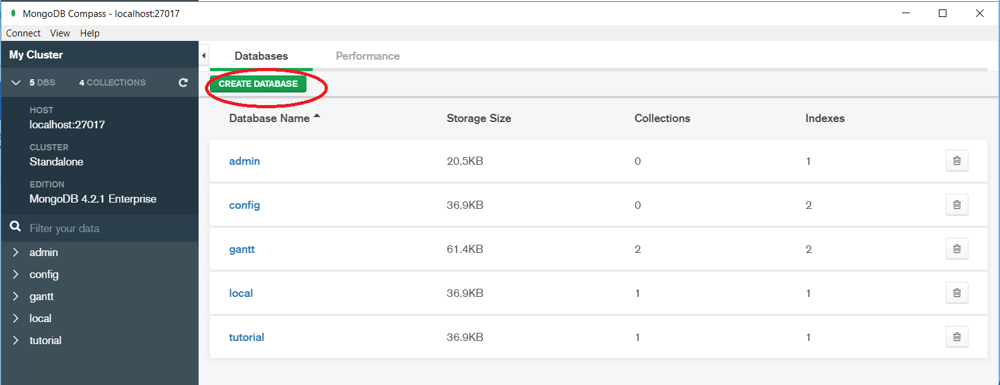 MongoDB Compass - localhost:27017
Connect View Help
My Cluster
5 DBS 4 COLLECTIONS
HOST
localhost:27017
CLUSTER
Standalone
EDITION
MongoDB 4.2.1 Enterprise
Filter your data
admin
config
gantt
local
tutorial
Databases Performance
CREATE DATABASE
Database Name Storage Size Collections Indexes
admin 20.5KB 0 1
config 36.9KB 0 2
gantt 61.4KB 2 2
local 36.9KB 1 1
tutorial 36.9KB 1 1